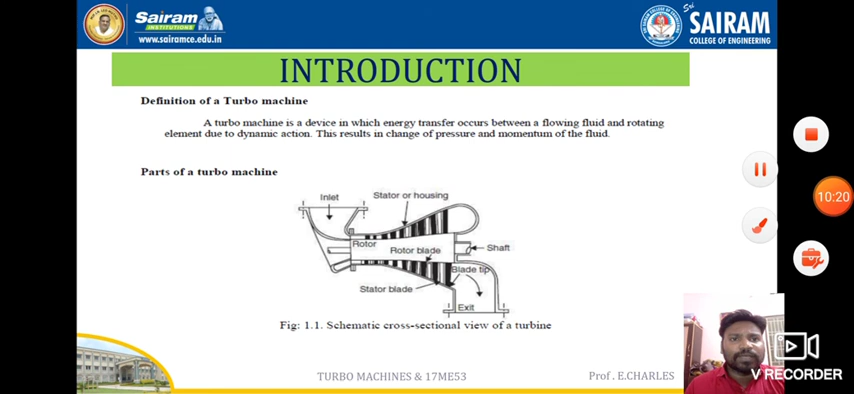 Sairam
INSTITUTIONS
www.sairamce.edu.in
Sri
SAIRAM
COLLEGE OF ENGINEERING
INTRODUCTION
Definition of a Turbo machine
A turbo machine is a device in which energy transfer occurs between a flowing fluid and rotating
element due to dynamic action. This results in change of pressure and momentum of the fluid.
Parts of a turbo machine
Inlet
Stator or housing
Rotor
Rotor blade
Shaft
Blade tip
Stator blade
Exit
Fig: 1.1. Schematic cross-sectional view of a turbine
10:20
TURBO MACHINES & 17ME53
Prof . E.CHARLES
V RECORDER